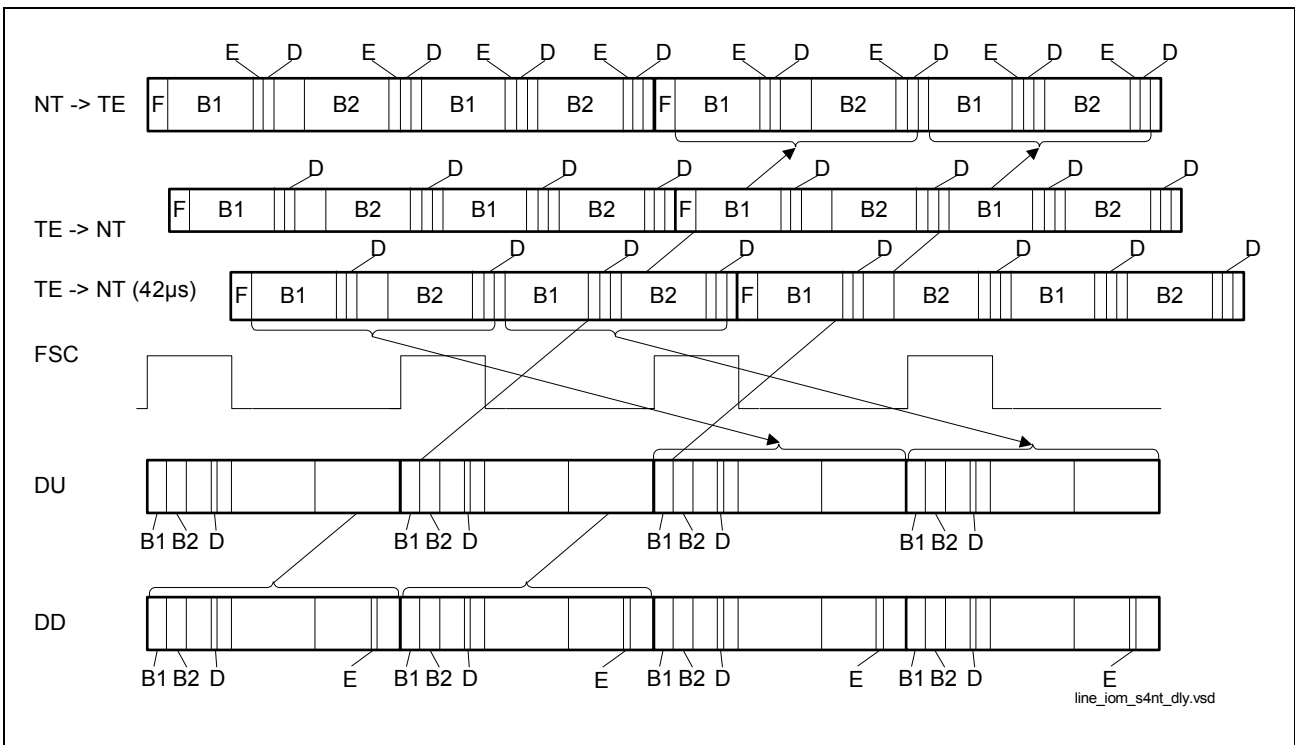 E D E D E D E D E D E D E D E D
NT -> TE F B1 B2 B1 B2 F B1 B2 B1 B2
D D D D D D D D
F B1 B2 B1 B2 F B1 B2 B1 B2
TE -> NT
D D D D D D D D
TE -> NT (42µs) F B1 B2 B1 B2 F B1 B2 B1 B2
FSC
DU
B1 B2 D B1 B2 D B1 B2 D B1 B2 D
DD
B1 B2 D E B1 B2 D E B1 B2 D E B1 B2 D E
line_iom_s4nt_dly.vsd